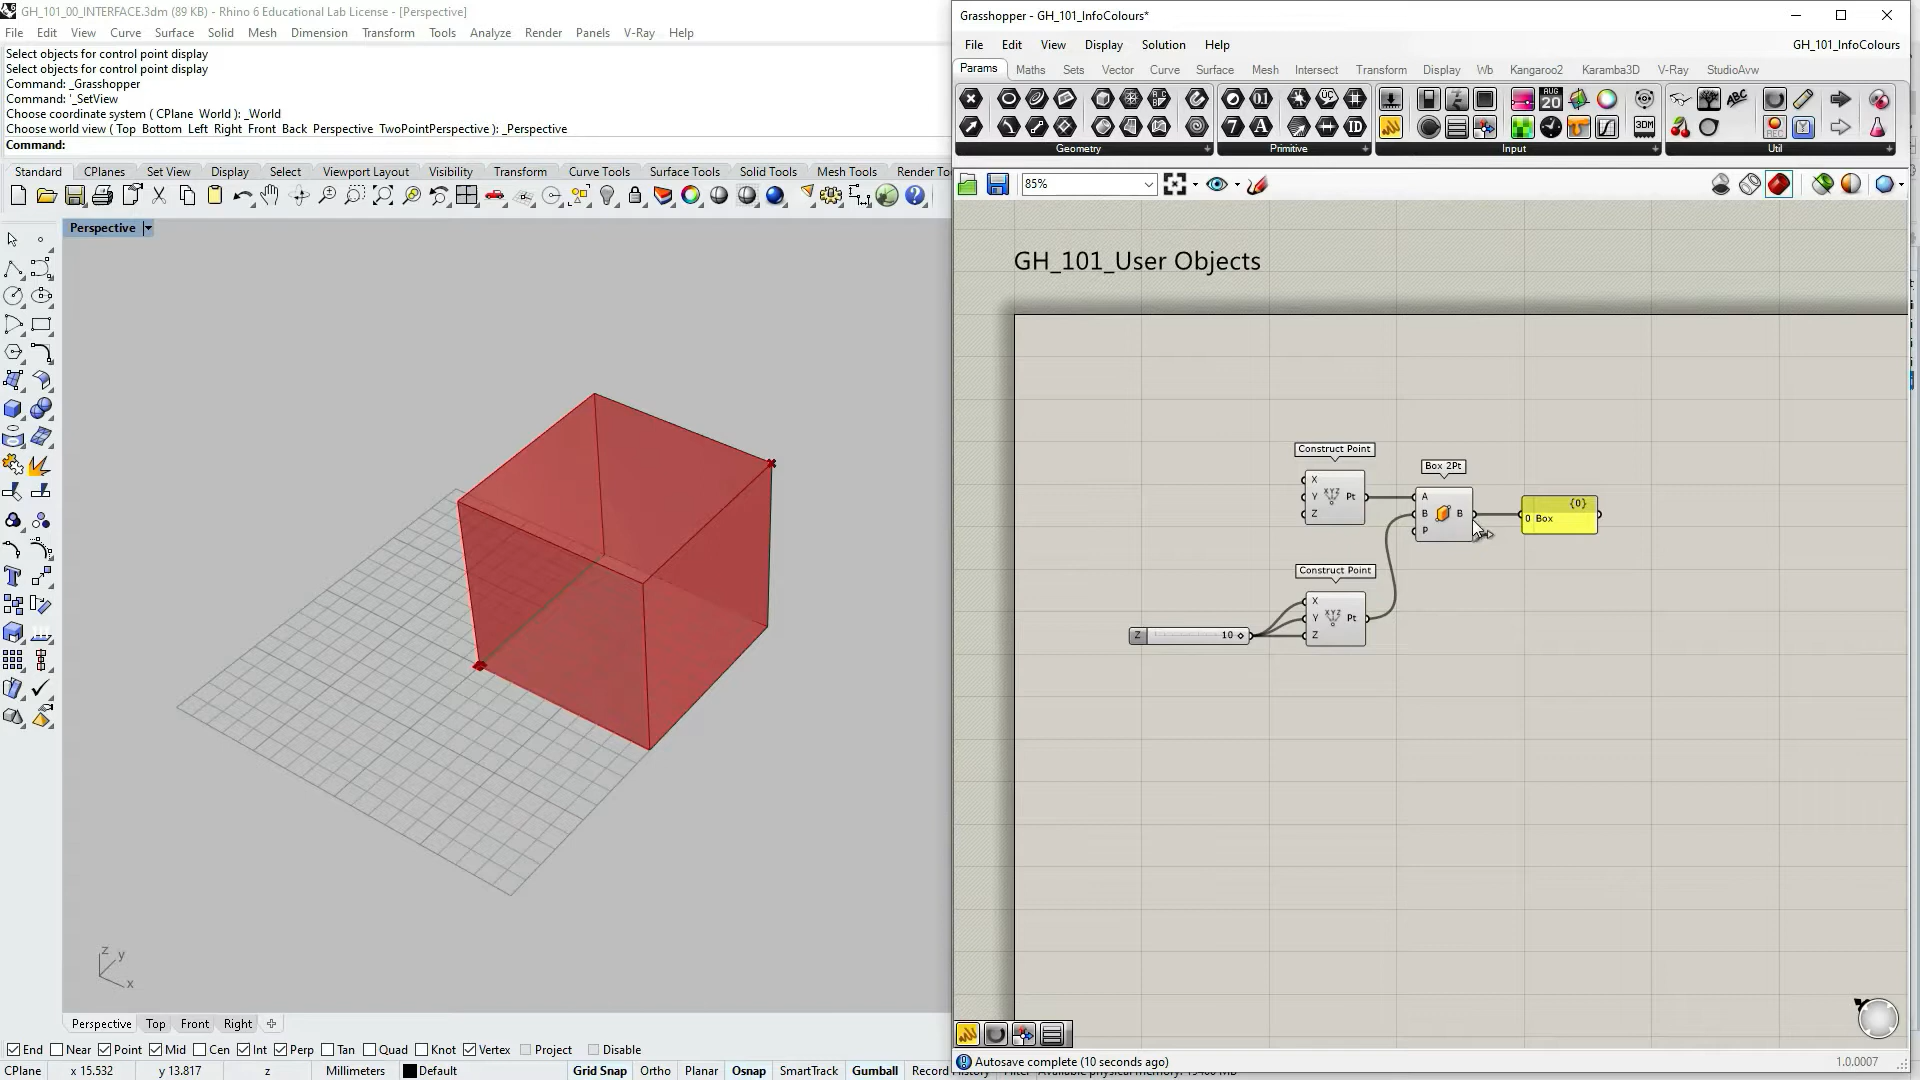 GH_101_00_INTERFACE.3dm (89 KB) - Rhino 6 Educational Lab License - [Perspective]
File Edit View Curve Surface Solid Mesh Dimension Transform Tools Analyze Render Panels V-Ray Help
Select objects for control point display
Select objects for control point display
Command: _Grasshopper
Command: '_SetView
Choose coordinate system ( CPlane World ): _World
Choose world view ( Top Bottom Left Right Front Back Perspective TwoPointPerspective ): _Perspective
Command:
Standard CPlanes Set View Display Select Viewport Layout Visibility Transform Curve Tools Surface Tools Solid Tools Mesh Tools Render To
Perspective
z
y
x
Perspective Top Front Right
End Near Point Mid Cen Int Perp Tan Quad Knot Vertex Project Disable
CPlane x 15.532 y 13.817 z Millimeters Default Grid Snap Ortho Planar Osnap SmartTrack Gumball Record
Grasshopper - GH_101_InfoColours*
File Edit View Display Solution Help GH_101_InfoColours
Params Maths Sets Vector Curve Surface Mesh Intersect Transform Display Wb Kangaroo2 Karamba3D V-Ray StudioAvw
Geometry Primitive Input Util
85%
GH_101_User Objects
Construct Point
X
Y Pt
Z
Box 2Pt
A
B B
P
{0}
0 Box
Construct Point
X
Y Pt
Z
Z 10
Autosave complete (10 seconds ago) 1.0.0007